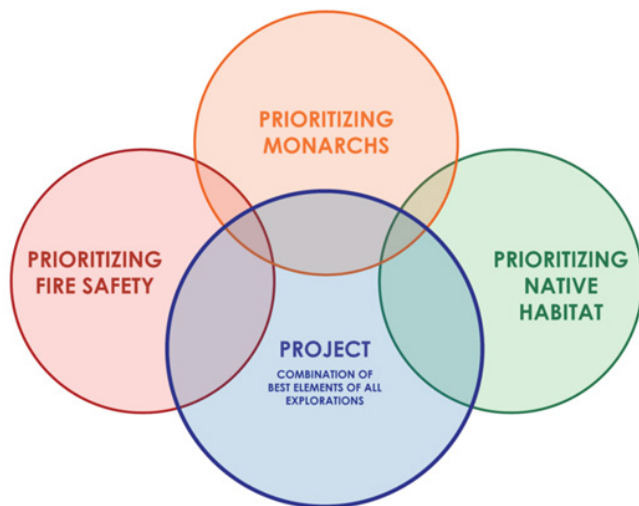 PRIORITIZING
MONARCHS
PRIORITIZING
FIRE SAFETY
PRIORITIZING
NATIVE
HABITAT
PROJECT
COMBINATION OF
BEST ELEMENTS OF ALL
EXPLORATIONS